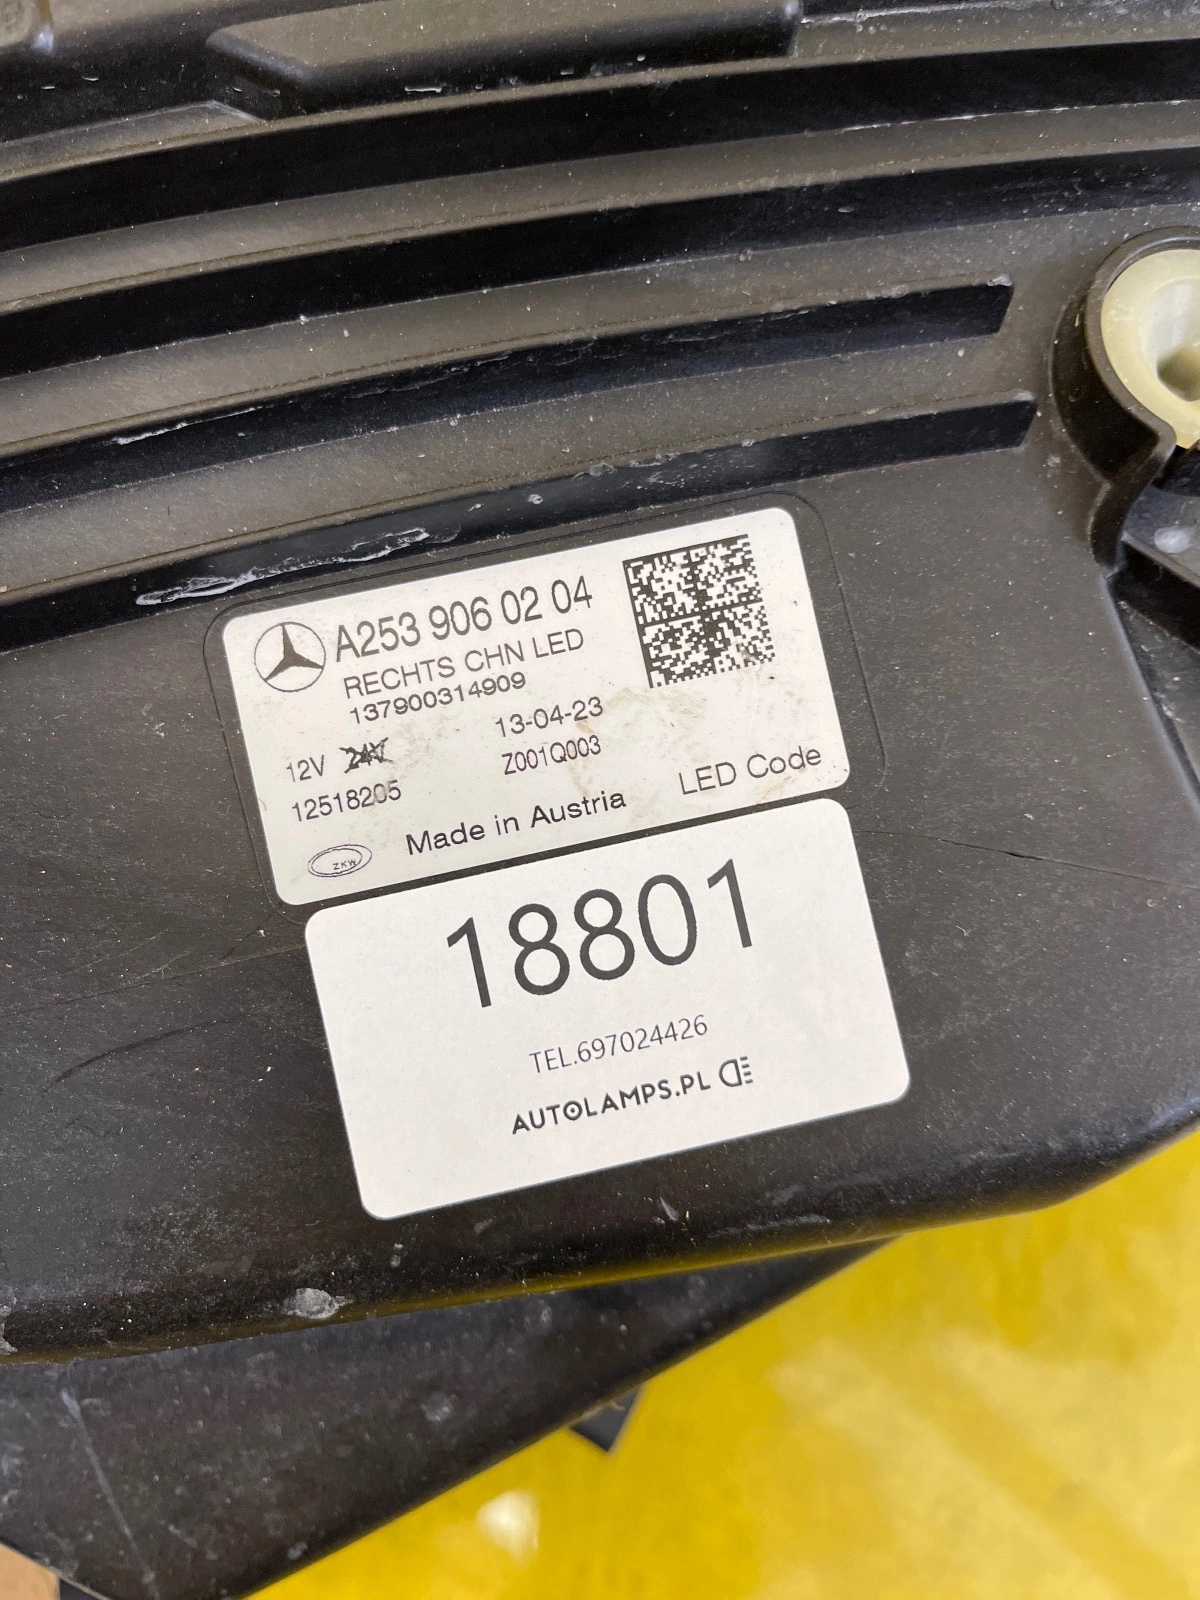 A253 906 02 04
RECHTS CHN LED
137900314909
12V 24V 13-04-23
12518205 Z001Q003
Made in Austria LED Code
ZKW
18801
TEL.697024426
AUTOLAMPS.PL